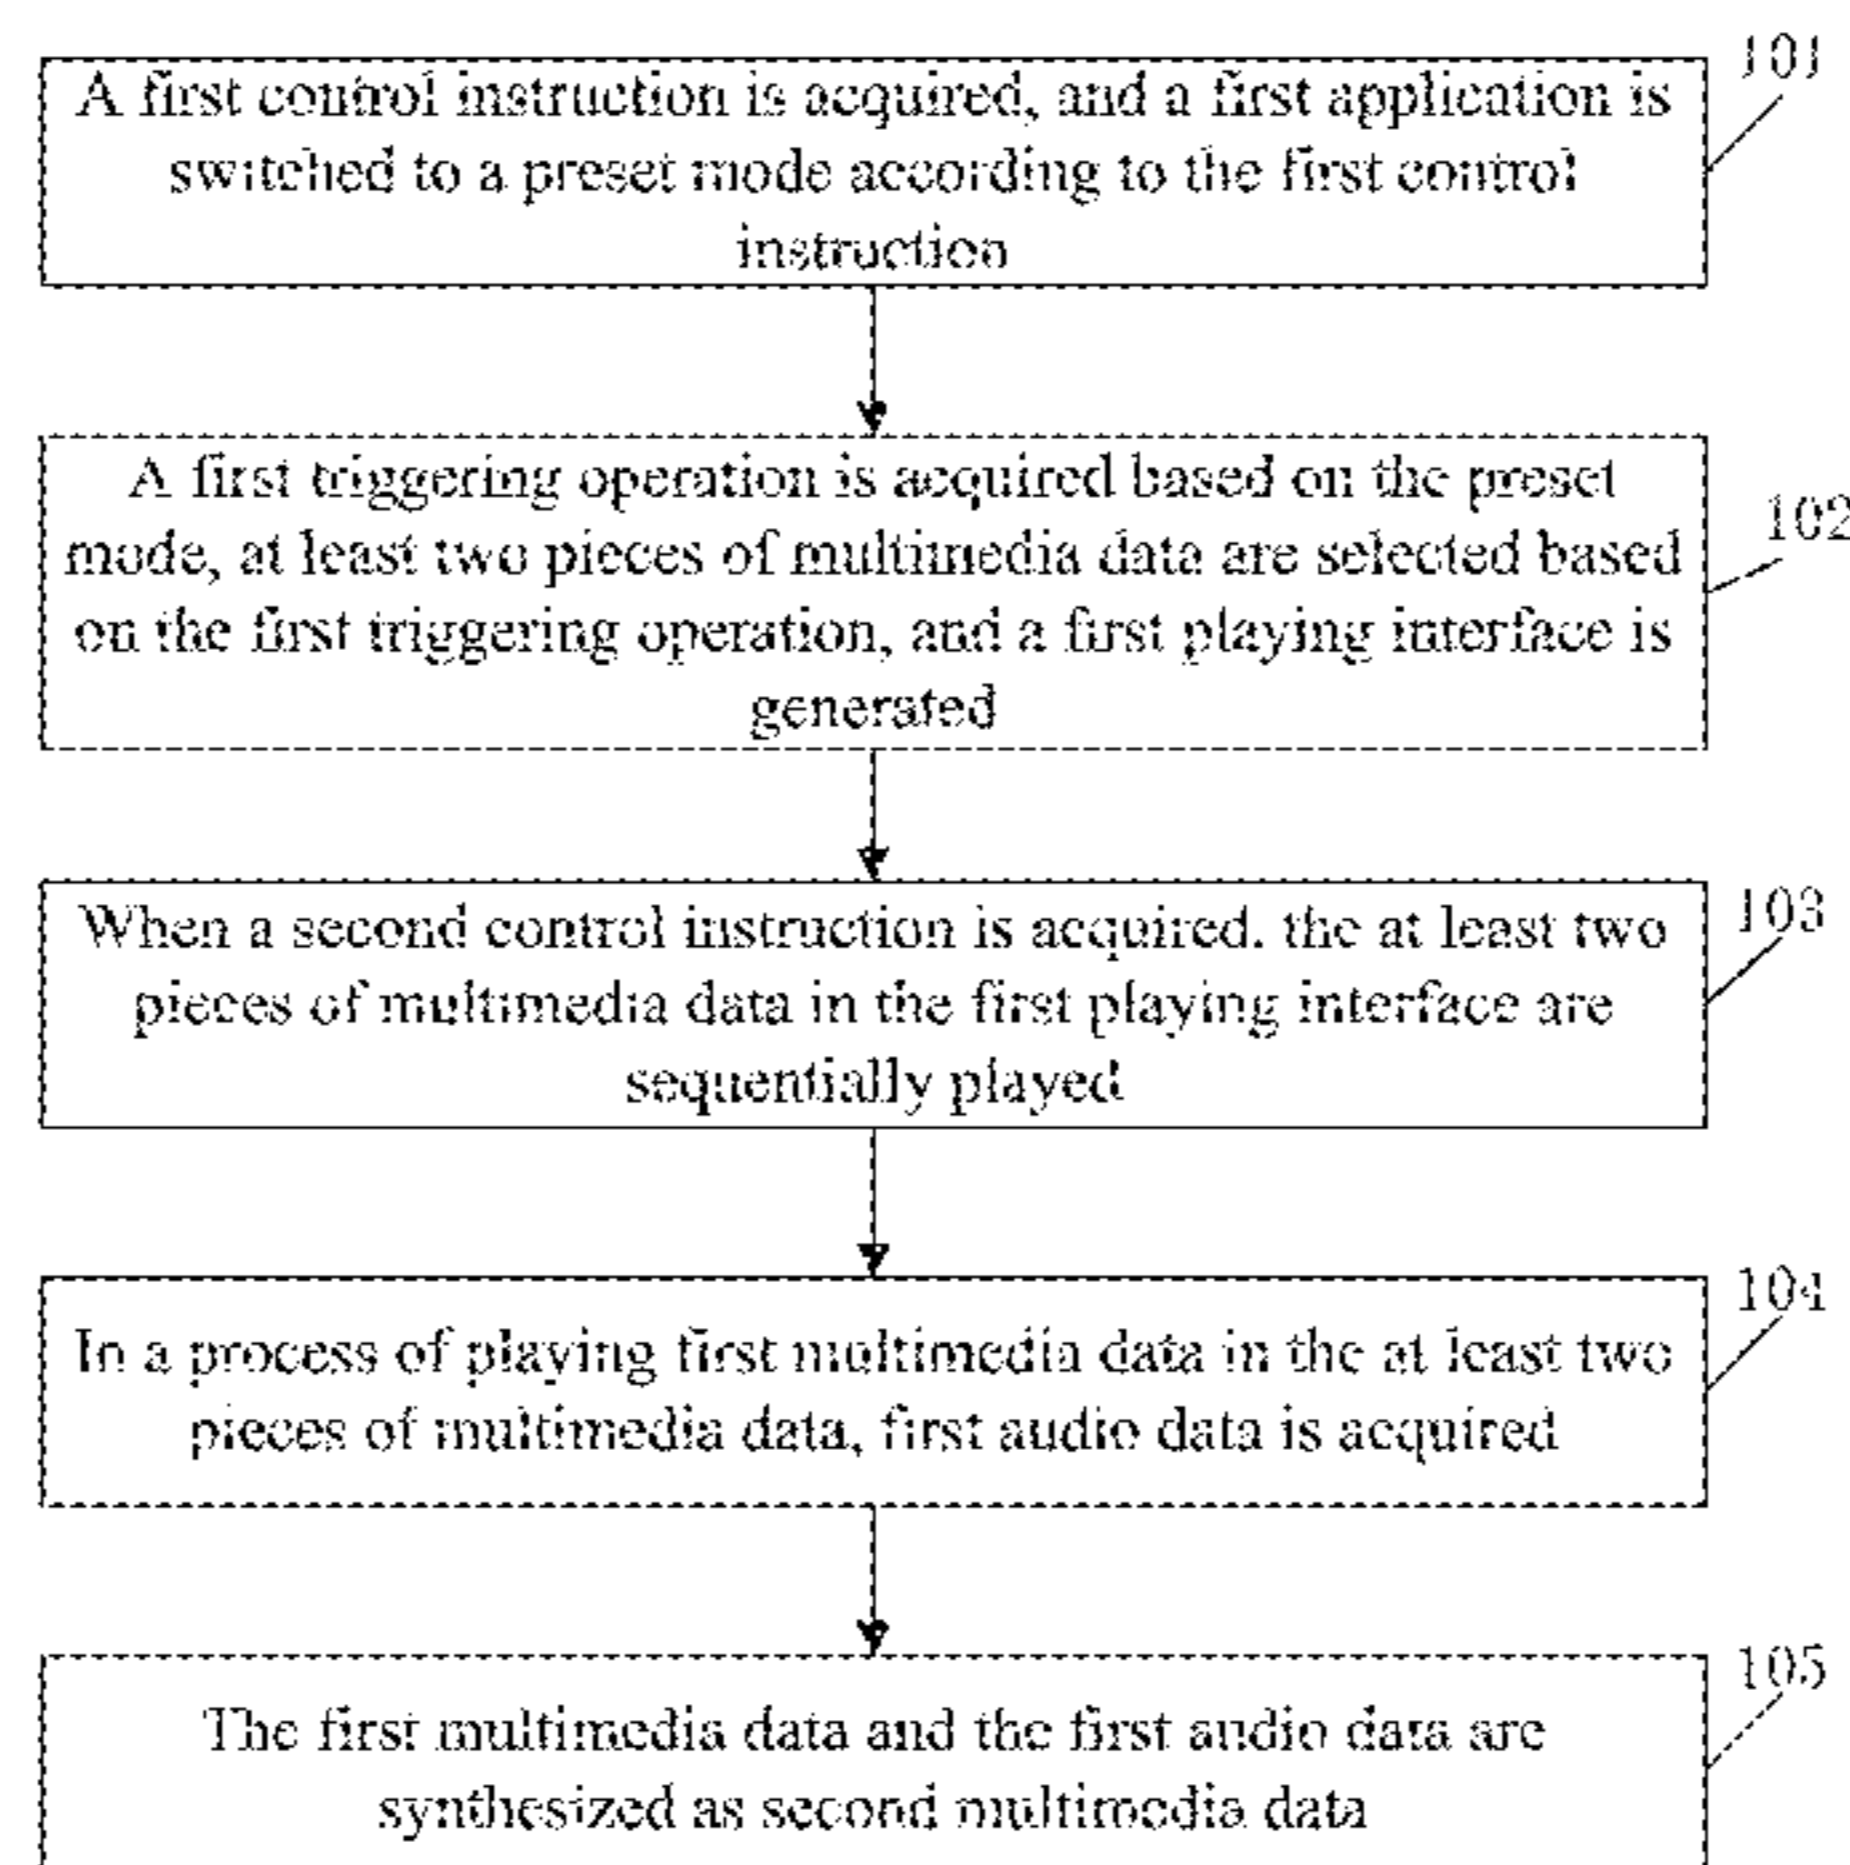 101
A first control instruction is acquired, and a first application is
switched to a preset mode according to the first control
instruction
102
A first triggering operation is acquired based on the preset
mode, at least two pieces of multimedia data are selected based
on the first triggering operation, and a first playing interface is
generated
103
When a second control instruction is acquired. the at least two
pieces of multimedia data in the first playing interface are
sequentially played
104
In a process of playing first multimedia data in the at least two
pieces of multimedia data, first audio data is acquired
105
The first multimedia data and the first audio data are
synthesized as second multimedia data